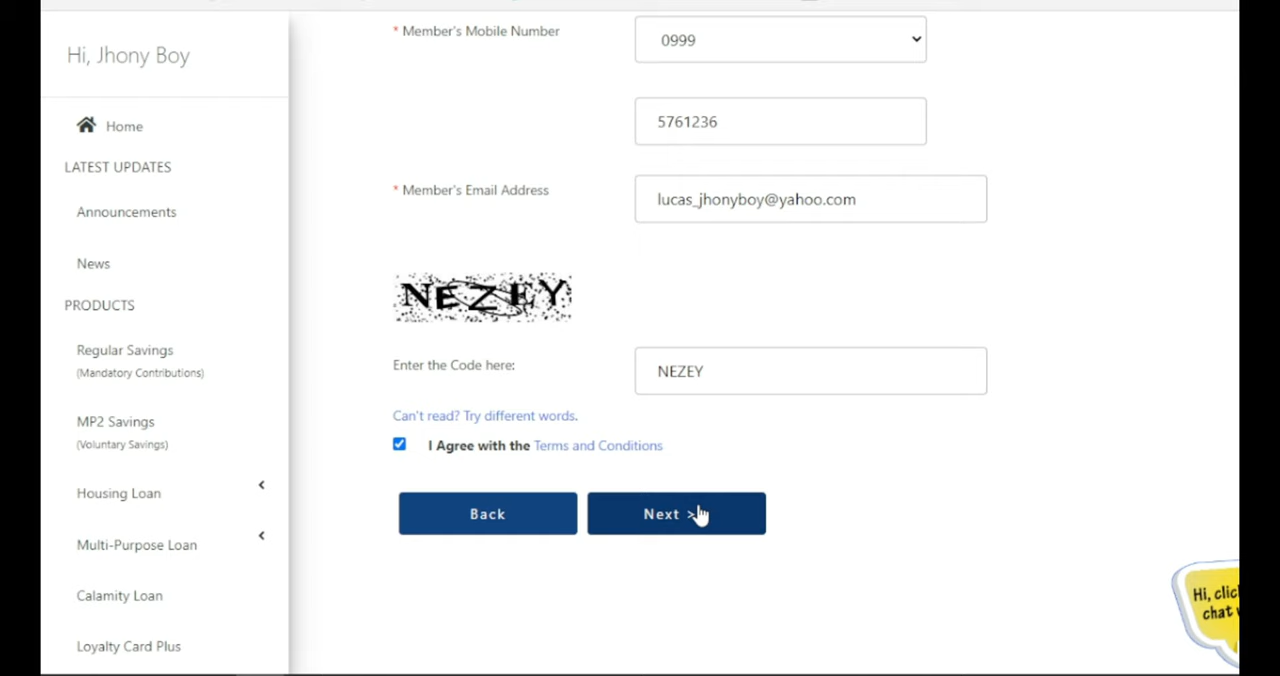 Hi, Jhony Boy
Home
LATEST UPDATES
Announcements
News
PRODUCTS
Regular Savings
(Mandatory Contributions)
MP2 Savings
(Voluntary Savings)
Housing Loan
Multi-Purpose Loan
Calamity Loan
Loyalty Card Plus
* Member's Mobile Number
0999
5761236
* Member's Email Address
lucas_jhonyboy@yahoo.com
NEZEY
Enter the Code here:
NEZEY
Can't read? Try different words.
I Agree with the Terms and Conditions
Back
Next >
Hi, clic
chat